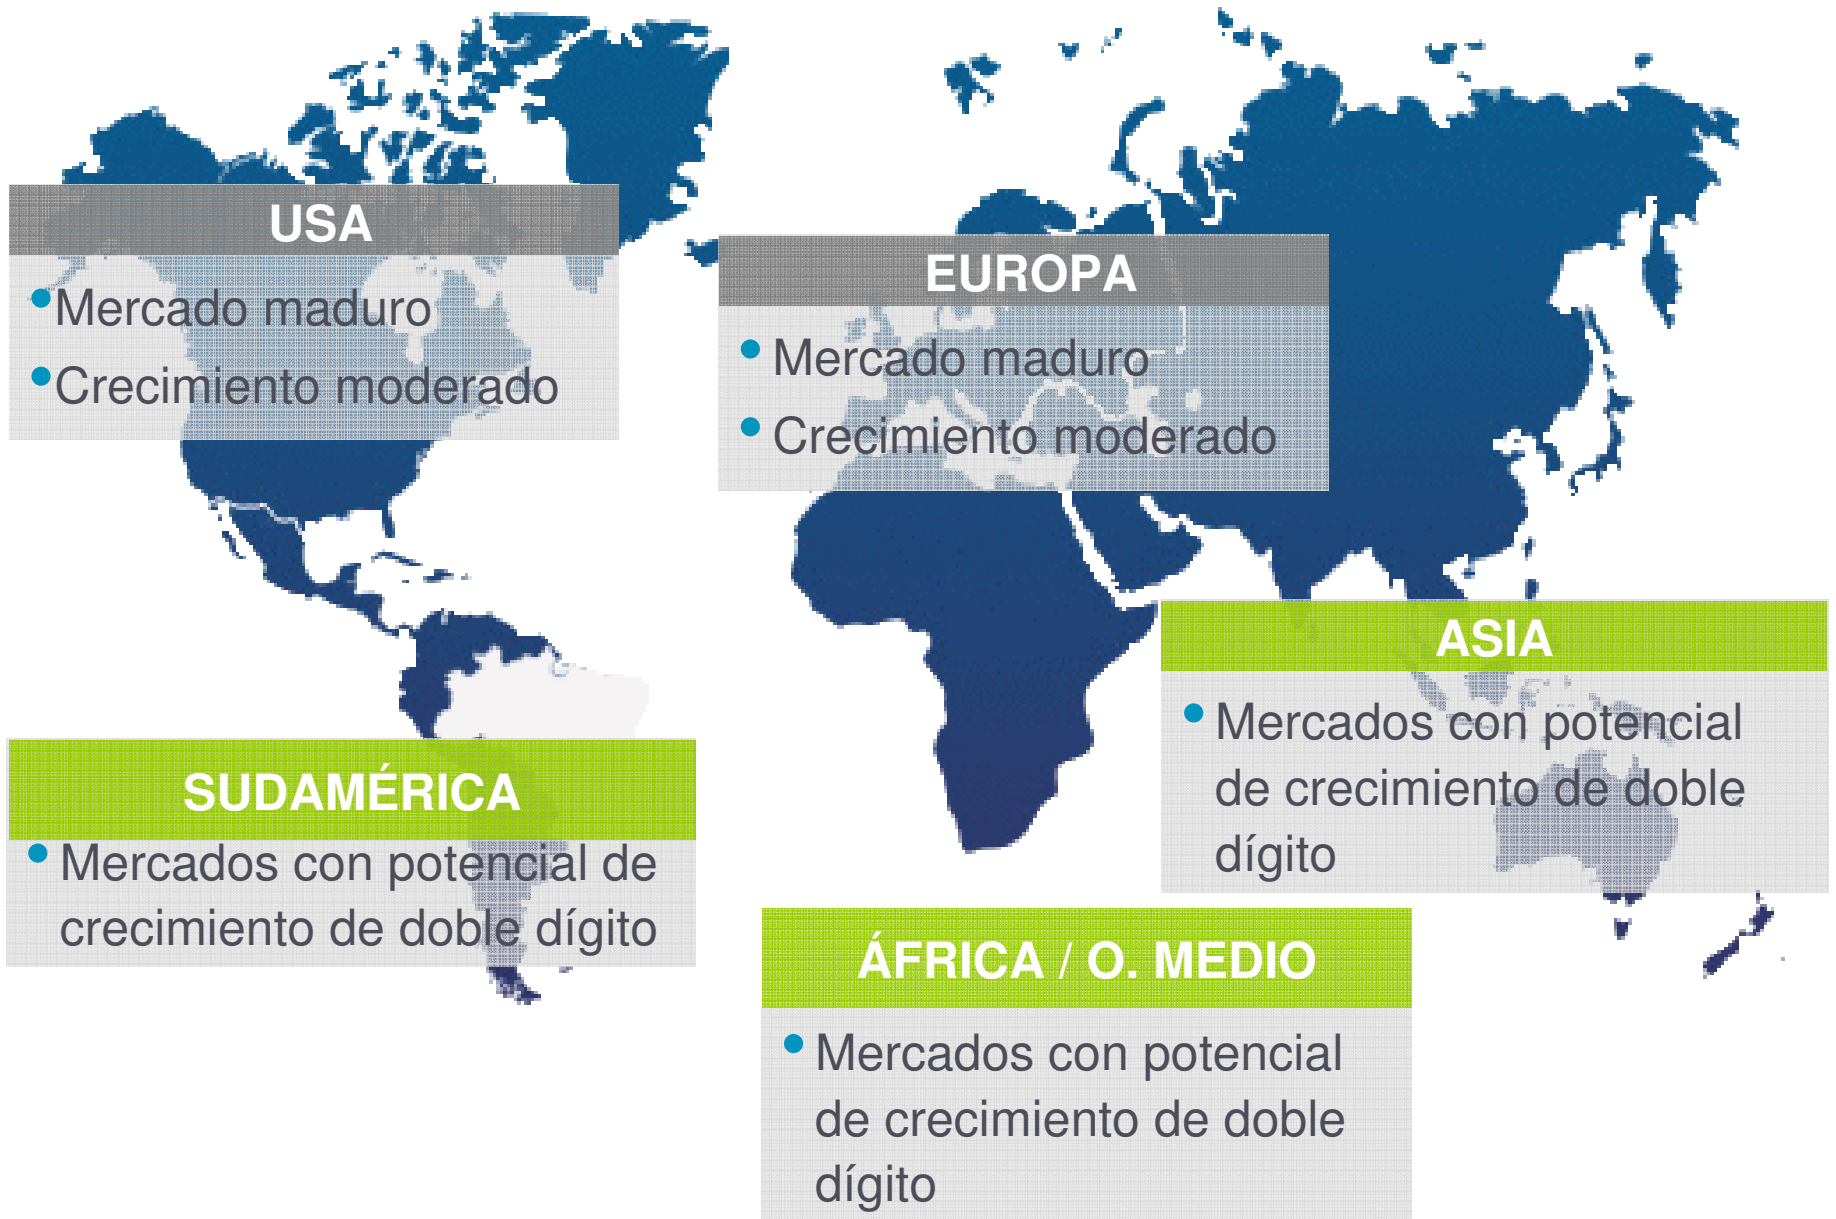 USA
•Mercado maduro
•Crecimiento moderado
EUROPA
• Mercado maduro
• Crecimiento moderado
ASIA
• Mercados con potencial
de crecimiento de doble
dígito
SUDAMÉRICA
• Mercados con potencial de
crecimiento de doble dígito
ÁFRICA / O. MEDIO
• Mercados con potencial
de crecimiento de doble
dígito